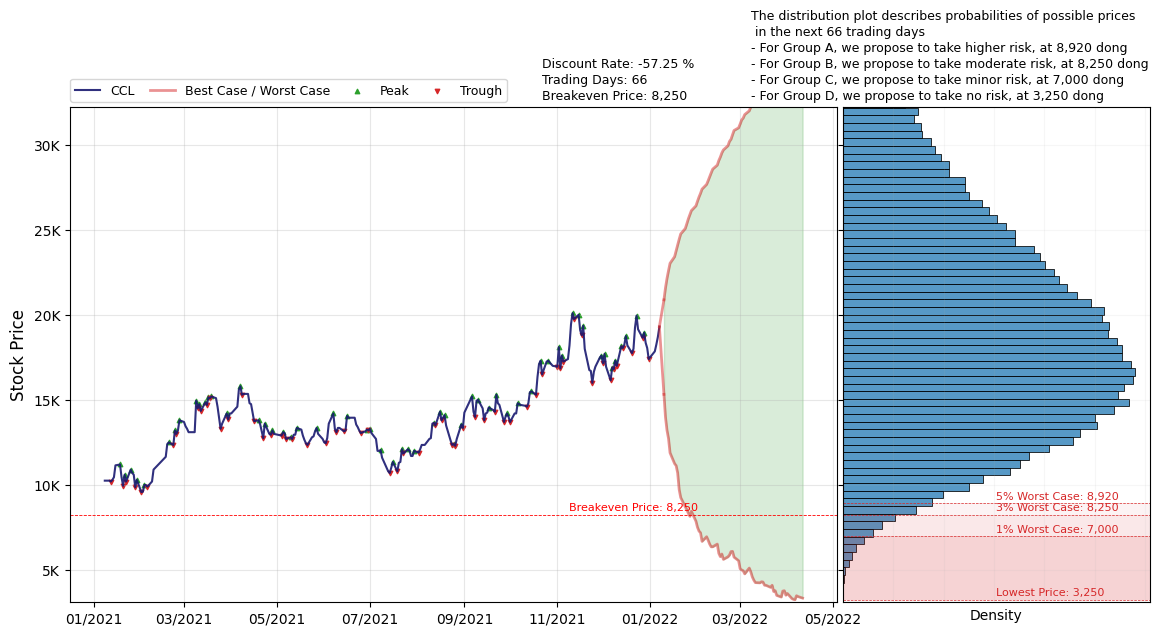 The distribution plot describes probabilities of possible prices
in the next 66 trading days
- For Group A, we propose to take higher risk, at 8,920 dong
- For Group B, we propose to take moderate risk, at 8,250 dong
- For Group C, we propose to take minor risk, at 7,000 dong
- For Group D, we propose to take no risk, at 3,250 dong
Discount Rate: -57.25 %
Trading Days: 66
Breakeven Price: 8,250
CCL
Best Case / Worst Case
Peak
Trough
Stock Price
30K
25K
20K
15K
10K
5K
Breakeven Price: 8,250
5% Worst Case: 8,920
3% Worst Case: 8,250
1% Worst Case: 7,000
Lowest Price: 3,250
01/2021
03/2021
05/2021
07/2021
09/2021
11/2021
01/2022
03/2022
05/2022
Density